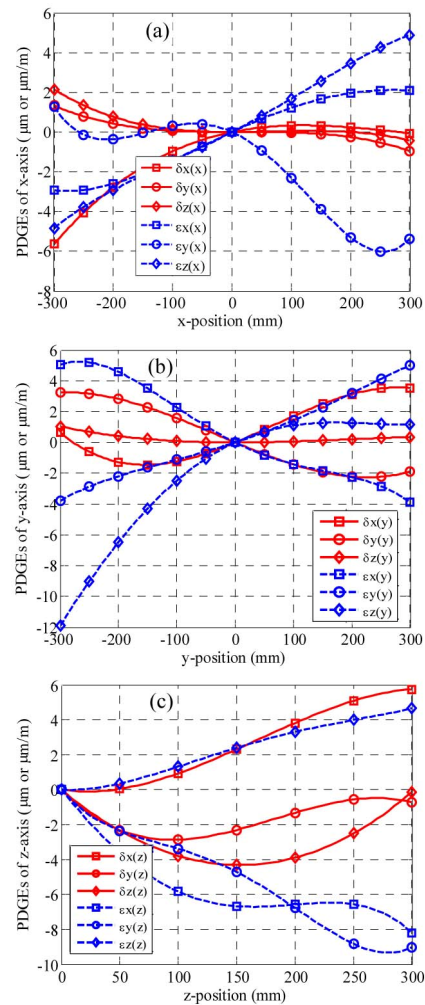 (a)
PDGEs of x-axis (μm or μm/m)
6
4
2
0
-2
-4
-6
-8
δx(x)
δy(x)
δz(x)
εx(x)
εy(x)
εz(x)
-300 -200 -100 0 100 200 300
x-position (mm)
(b)
PDGEs of y-axis (μm or μm/m)
6
4
2
0
-2
-4
-6
-8
-10
-12
δx(y)
δy(y)
δz(y)
εx(y)
εy(y)
εz(y)
-300 -200 -100 0 100 200 300
y-position (mm)
(c)
PDGEs of z-axis (μm or μm/m)
6
4
2
0
-2
-4
-6
-8
-10
δx(z)
δy(z)
δz(z)
εx(z)
εy(z)
εz(z)
0 50 100 150 200 250 300
z-position (mm)